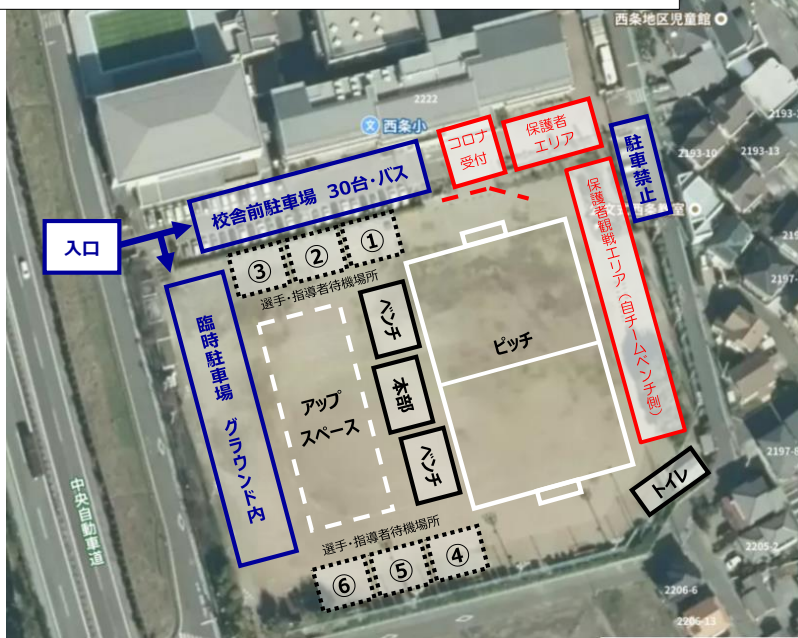 西条地区児童館
2222
西条小
コロナ
受付
保護者
エリア
駐車禁止
2193-10
2193-13
校舎前駐車場 30台・バス
入口
①
②
③
選手・指導者待機場所
保護者観戦エリア（自チームベンチ側）
臨時駐車場 グラウンド内
アップ
スペース
ベンチ
本部
ベンチ
ピッチ
トイレ
中央自動車道
選手・指導者待機場所
④
⑤
⑥
2205-2
2206-6
2206-13